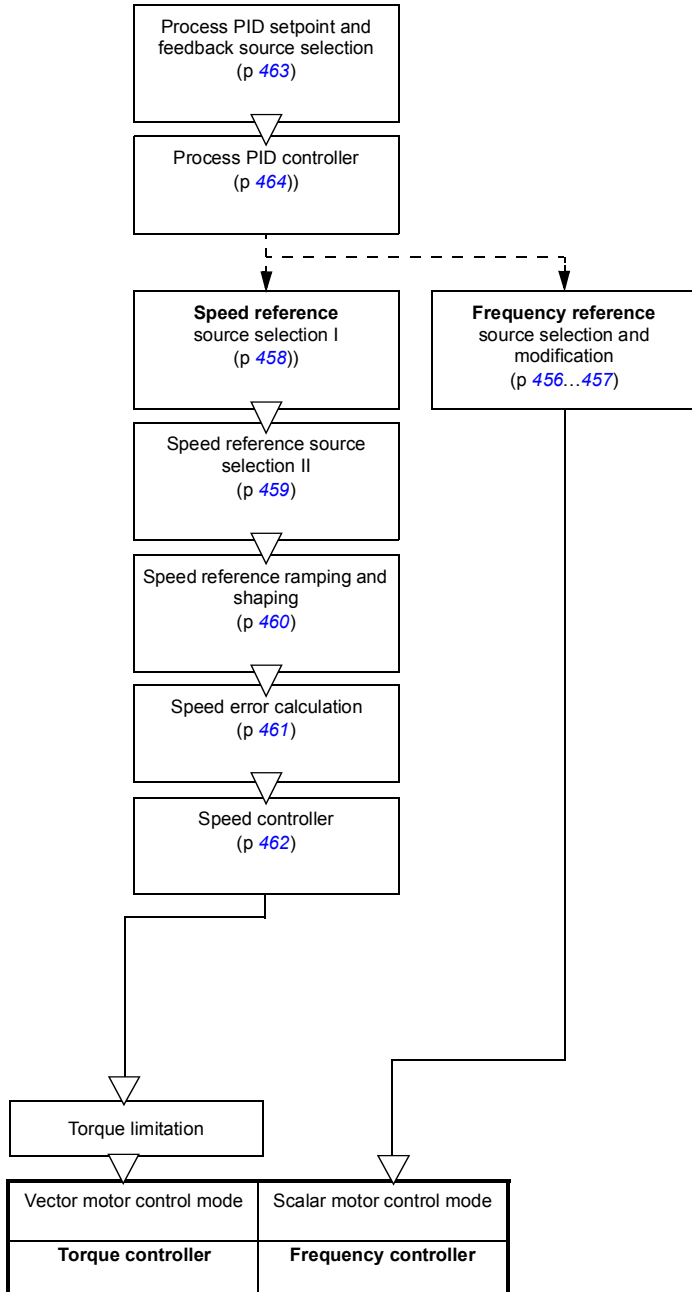 Process PID setpoint and
feedback source selection
(p 463)
Process PID controller
(p 464))
Speed reference
source selection I
(p 458))
Frequency reference
source selection and
modification
(p 456…457)
Speed reference source
selection II
(p 459)
Speed reference ramping and
shaping
(p 460)
Speed error calculation
(p 461)
Speed controller
(p 462)
Torque limitation
Vector motor control mode
Scalar motor control mode
Torque controller
Frequency controller